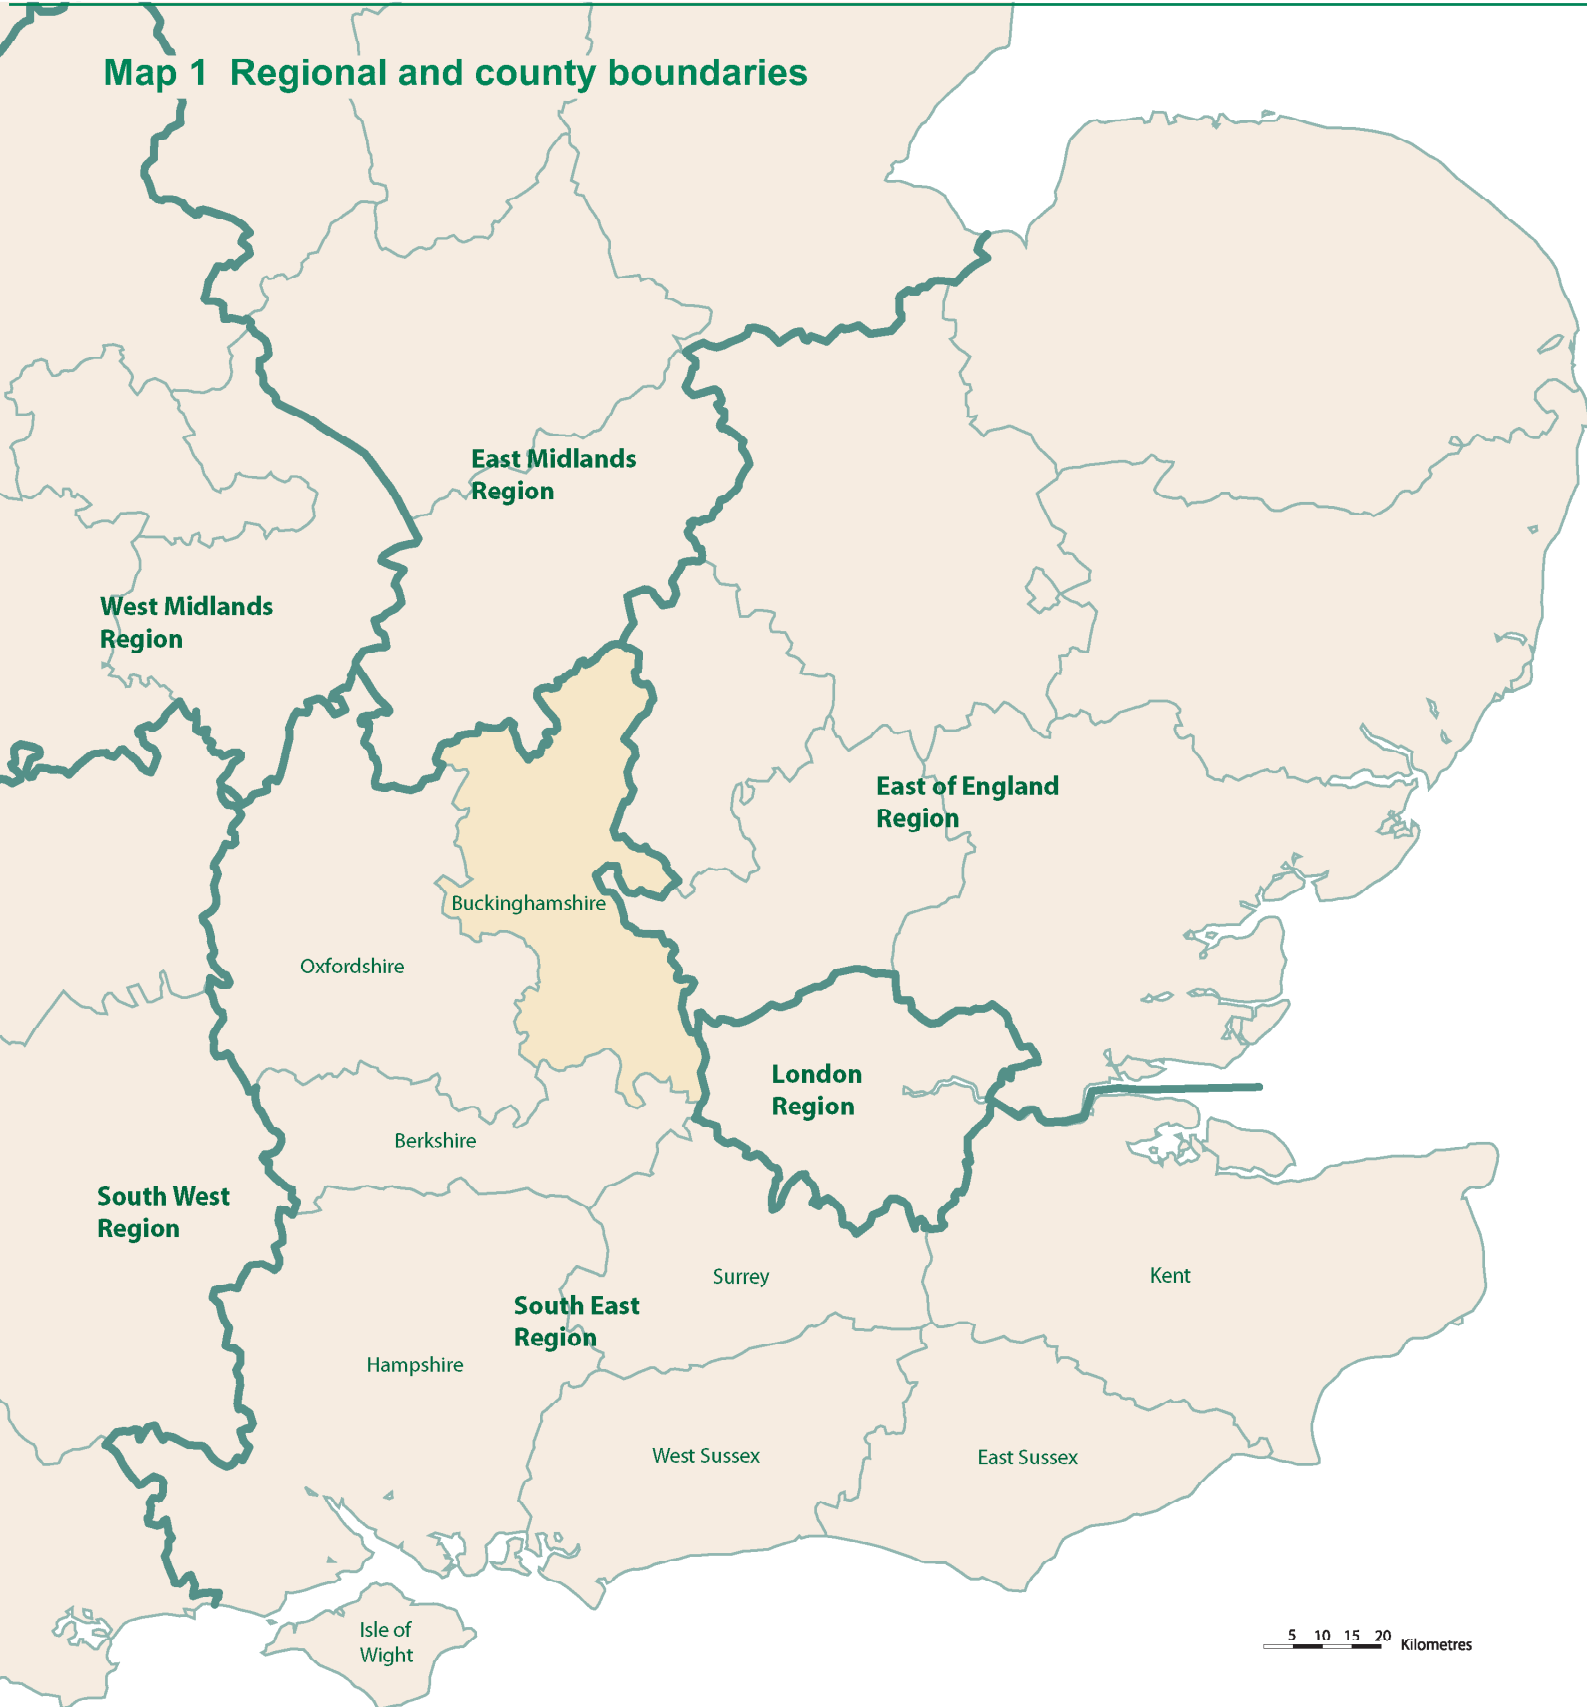 Map 1 Regional and county boundaries
East Midlands
Region
West Midlands
Region
East of England
Region
Buckinghamshire
Oxfordshire
London
Region
Berkshire
South West
Region
Surrey
Kent
South East
Region
Hampshire
West Sussex
East Sussex
Isle of
Wight
5 10 15 20
Kilometres